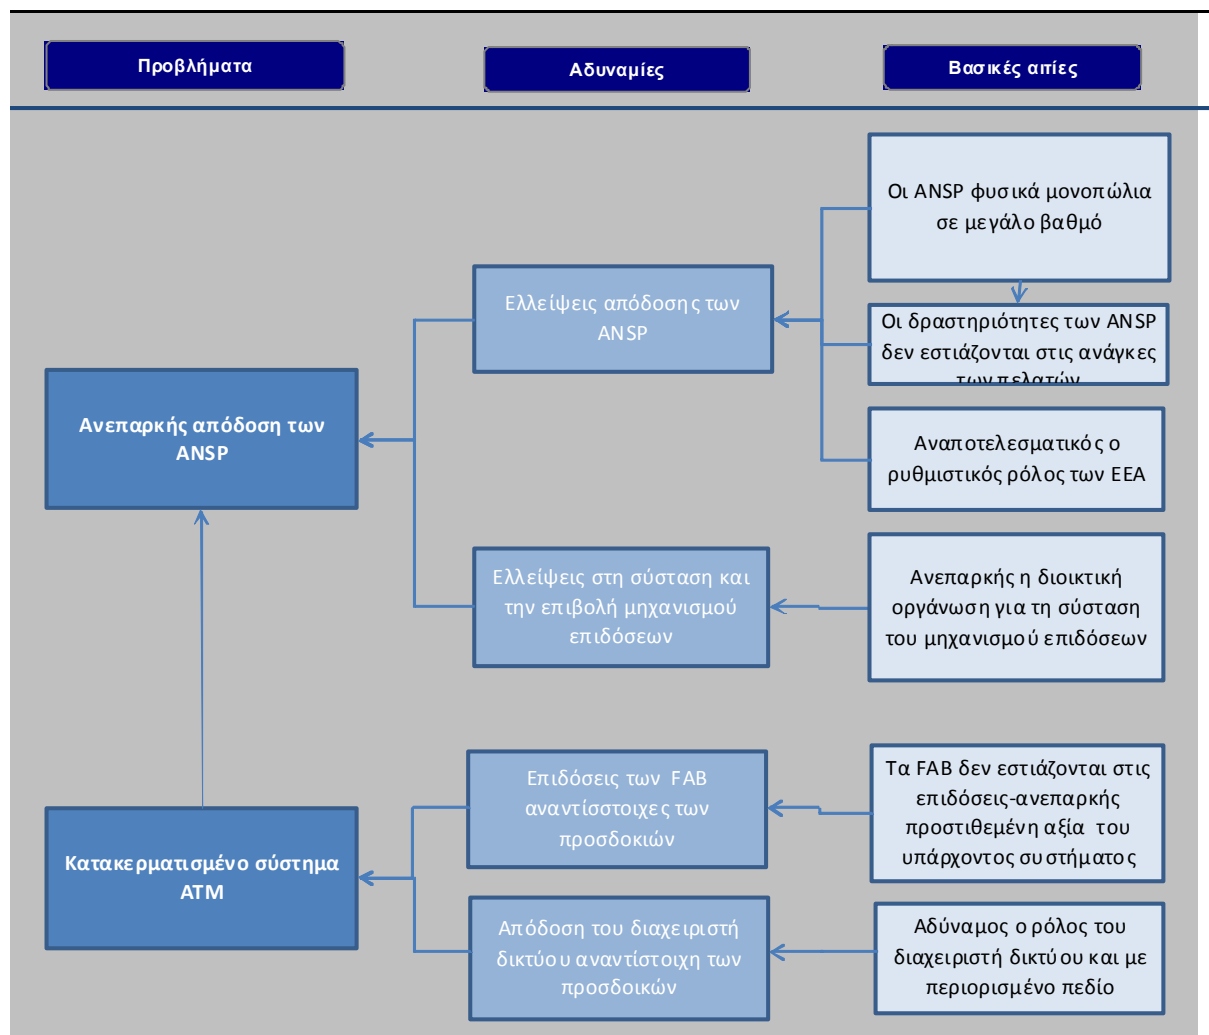 Προβλήματα
Αδυναμίες
Βασικές αιτίες
Οι ANSP φυσικά μονοπώλια
σε μεγάλο βαθμό
Ελλείψεις απόδοσης των
ANSP
Οι δραστηριότητες των ANSP
δεν εστιάζονται στις ανάγκες
των πελατών
Ανεπαρκής απόδοση των
ANSP
Αναποτελεσματικός ο
ρυθμιστικός ρόλος των ΕΕΑ
Ελλείψεις στη σύσταση και
την επιβολή μηχανισμού
επιδόσεων
Ανεπαρκής η διοικτική
οργάνωση για τη σύσταση
του μηχανισμού επιδόσεων
Επιδόσεις των FAB
αναντίσστοιχες των
προσδοκιών
Τα FAB δεν εστιάζονται στις
επιδόσεις-ανεπαρκής
προστιθεμένη αξία του
υπάρχοντος συστήματος
Κατακερματισμένο σύστημα
ATM
Απόδοση του διαχειριστή
δικτύου αναντίστοιχη των
προσδοικών
Αδύναμος ο ρόλος του
διαχειριστή δικτύου και με
περιορισμένο πεδίο